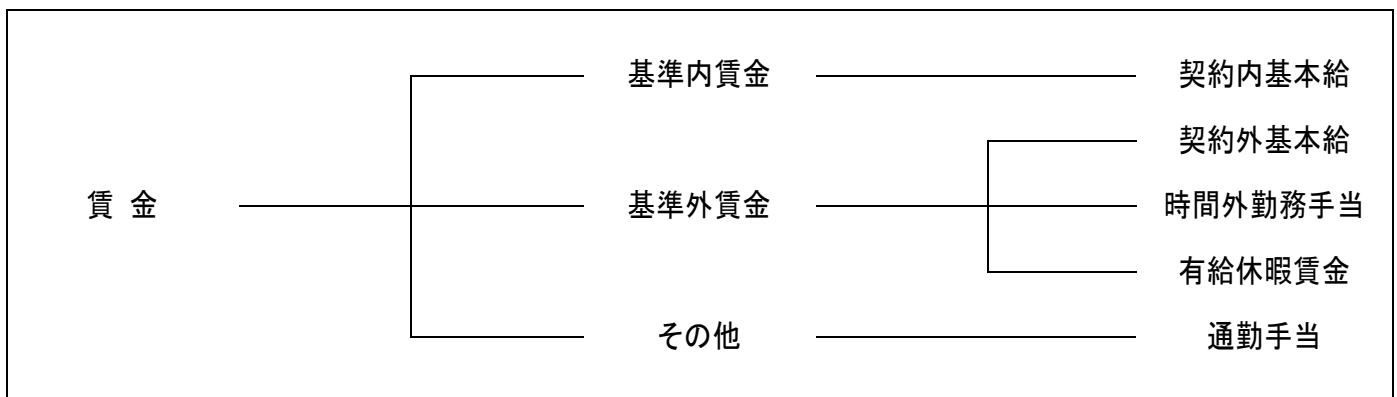 基準内賃金 契約内基本給
契約外基本給
賃 金 基準外賃金 時間外勤務手当
有給休暇賃金
その他 通勤手当